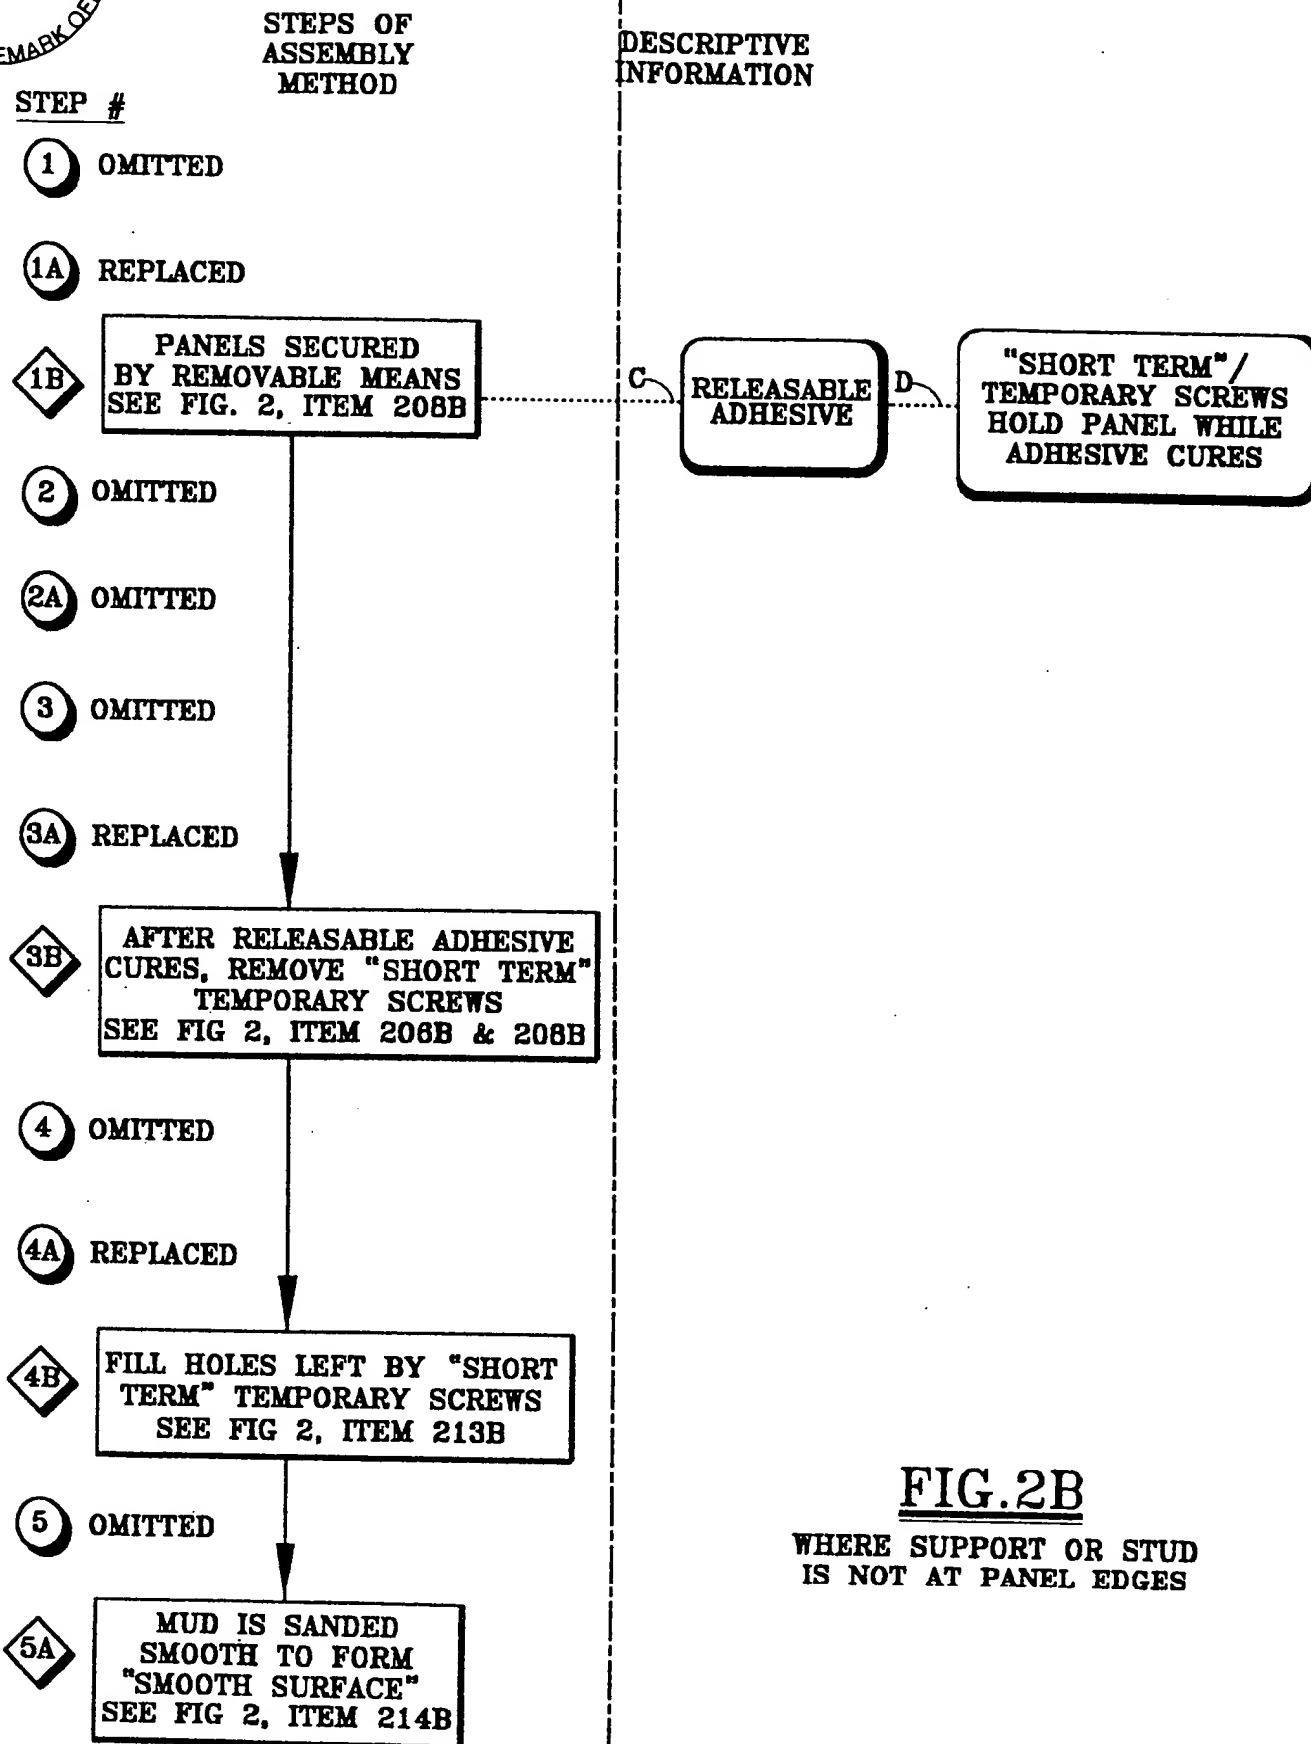 EMARK OF
STEPS OF
ASSEMBLY
METHOD
DESCRIPTIVE
INFORMATION
STEP #
1 OMITTED
1A REPLACED
1B
PANELS SECURED
BY REMOVABLE MEANS
SEE FIG. 2, ITEM 208B
C
RELEASABLE
ADHESIVE
D
"SHORT TERM"/
TEMPORARY SCREWS
HOLD PANEL WHILE
ADHESIVE CURES
2 OMITTED
2A OMITTED
3 OMITTED
3A REPLACED
3B
AFTER RELEASABLE ADHESIVE
CURES, REMOVE "SHORT TERM"
TEMPORARY SCREWS
SEE FIG 2, ITEM 206B & 208B
4 OMITTED
4A REPLACED
4B
FILL HOLES LEFT BY "SHORT
TERM" TEMPORARY SCREWS
SEE FIG 2, ITEM 213B
5 OMITTED
5A
MUD IS SANDED
SMOOTH TO FORM
"SMOOTH SURFACE"
SEE FIG 2, ITEM 214B
FIG.2B
WHERE SUPPORT OR STUD
IS NOT AT PANEL EDGES